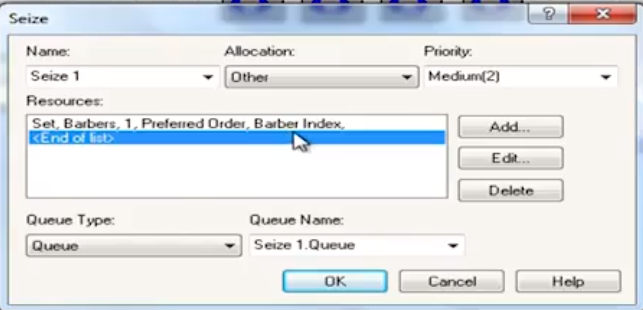 Seize
Name:
Allocation:
Priority:
Seize 1
Other
Medium(2)
Resources:
Set, Barbers, 1, Preferred Order, Barber Index,
<End of list>
Add...
Edit...
Delete
Queue Type:
Queue Name:
Queue
Seize 1.Queue
OK
Cancel
Help